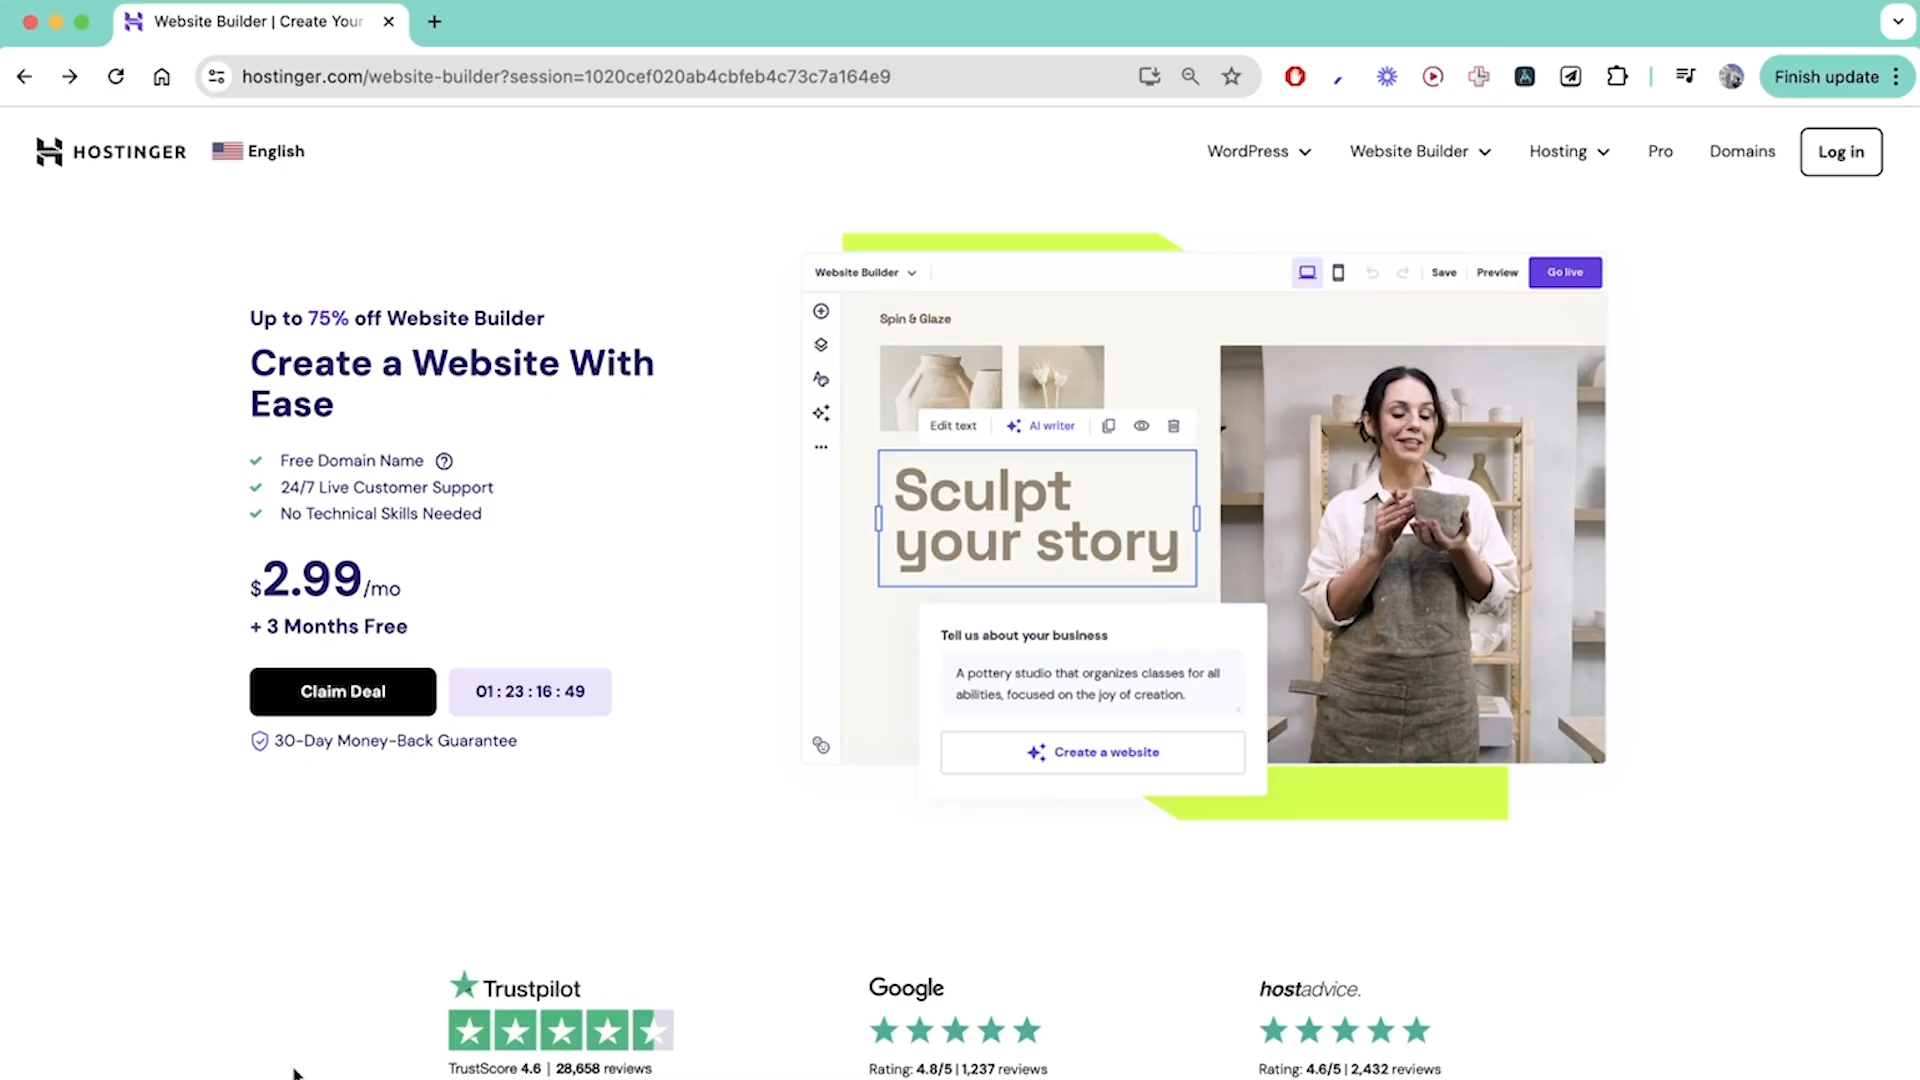 Website Builder | Create Your
hostinger.com/website-builder?session=1020cef020ab4cbfeb4c73c7a164e9
Finish update
HOSTINGER
English
WordPress
Website Builder
Hosting
Pro
Domains
Log in
Up to 75% off Website Builder
Create a Website With
Ease
Free Domain Name
24/7 Live Customer Support
No Technical Skills Needed
$2.99/mo
+ 3 Months Free
Claim Deal
01 : 23 : 16 : 49
30-Day Money-Back Guarantee
Website Builder
Save
Preview
Go live
Spin & Glaze
Edit text
AI writer
Sculpt
your story
Tell us about your business
A pottery studio that organizes classes for all
abilities, focused on the joy of creation.
Create a website
Trustpilot
TrustScore 4.6 | 28,658 reviews
Google
Rating: 4.8/5 | 1,237 reviews
hostadvice.
Rating: 4.6/5 | 2,432 reviews